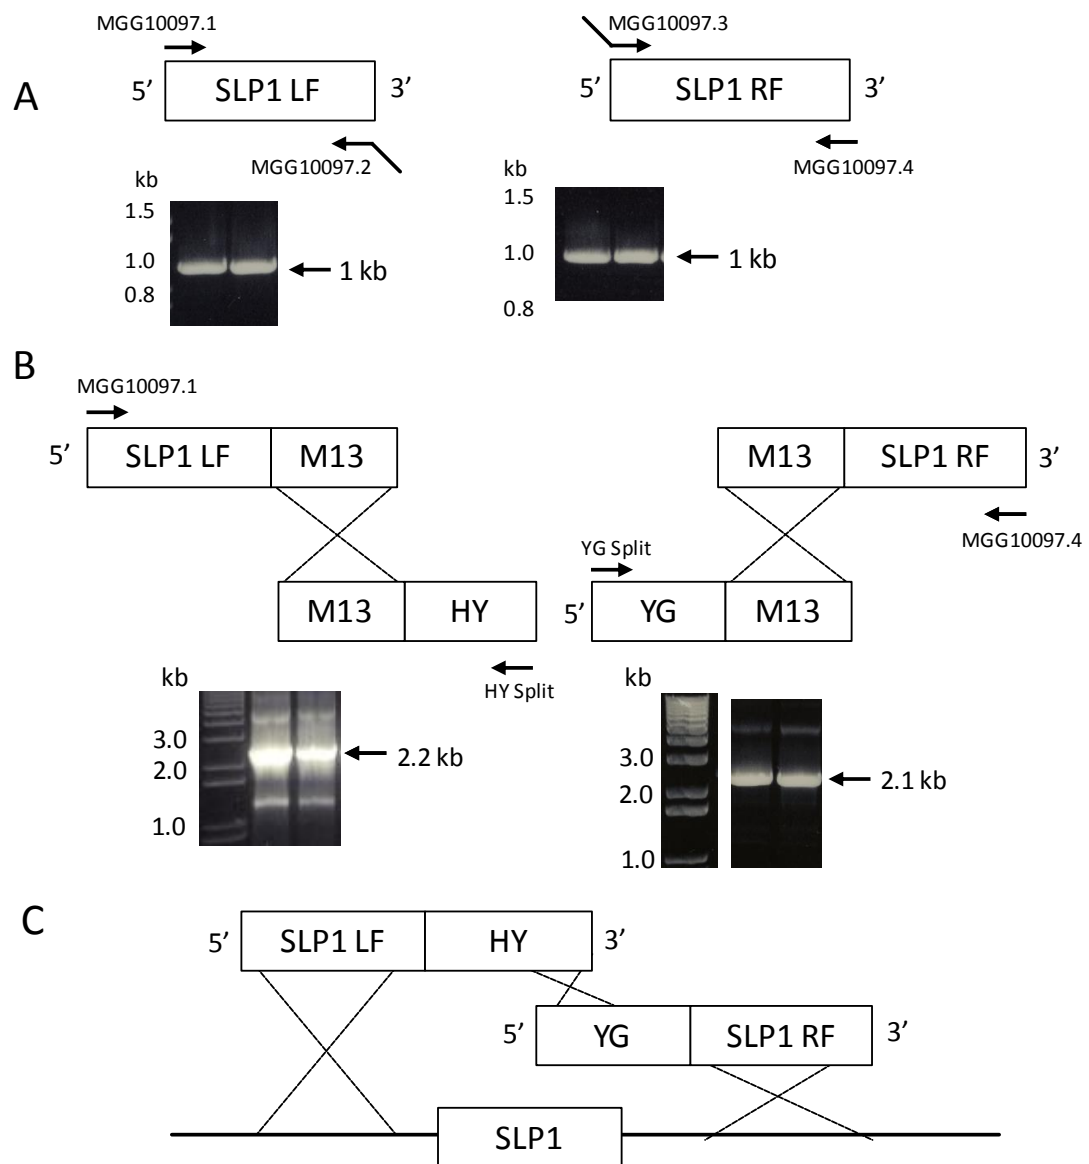 A
MGG10097.1
5’ SLP1 LF 3’
MGG10097.2
kb
1.5
1.0
0.8
1 kb
MGG10097.3
5’ SLP1 RF 3’
MGG10097.4
kb
1.5
1.0
0.8
1 kb
B
MGG10097.1
5’ SLP1 LF M13
M13 HY
HY Split
kb
3.0
2.0
1.0
2.2 kb
M13 SLP1 RF 3’
MGG10097.4
YG Split
5’ YG M13
kb
3.0
2.0
1.0
2.1 kb
C
5’ SLP1 LF HY 3’
5’ YG SLP1 RF 3’
SLP1